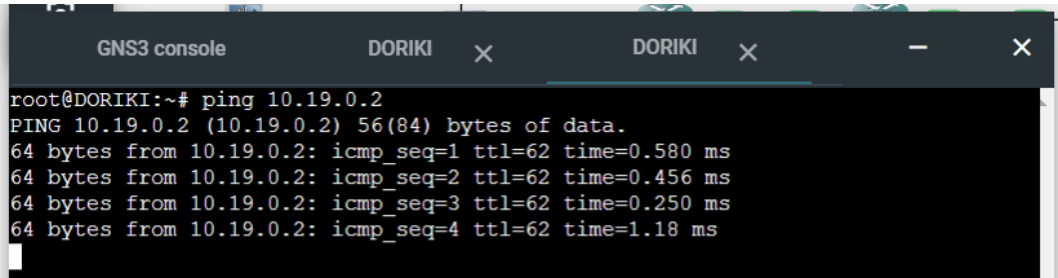 GNS3 console DORIKI × DORIKI × − ×
root@DORIKI:~# ping 10.19.0.2
PING 10.19.0.2 (10.19.0.2) 56(84) bytes of data.
64 bytes from 10.19.0.2: icmp_seq=1 ttl=62 time=0.580 ms
64 bytes from 10.19.0.2: icmp_seq=2 ttl=62 time=0.456 ms
64 bytes from 10.19.0.2: icmp_seq=3 ttl=62 time=0.250 ms
64 bytes from 10.19.0.2: icmp_seq=4 ttl=62 time=1.18 ms